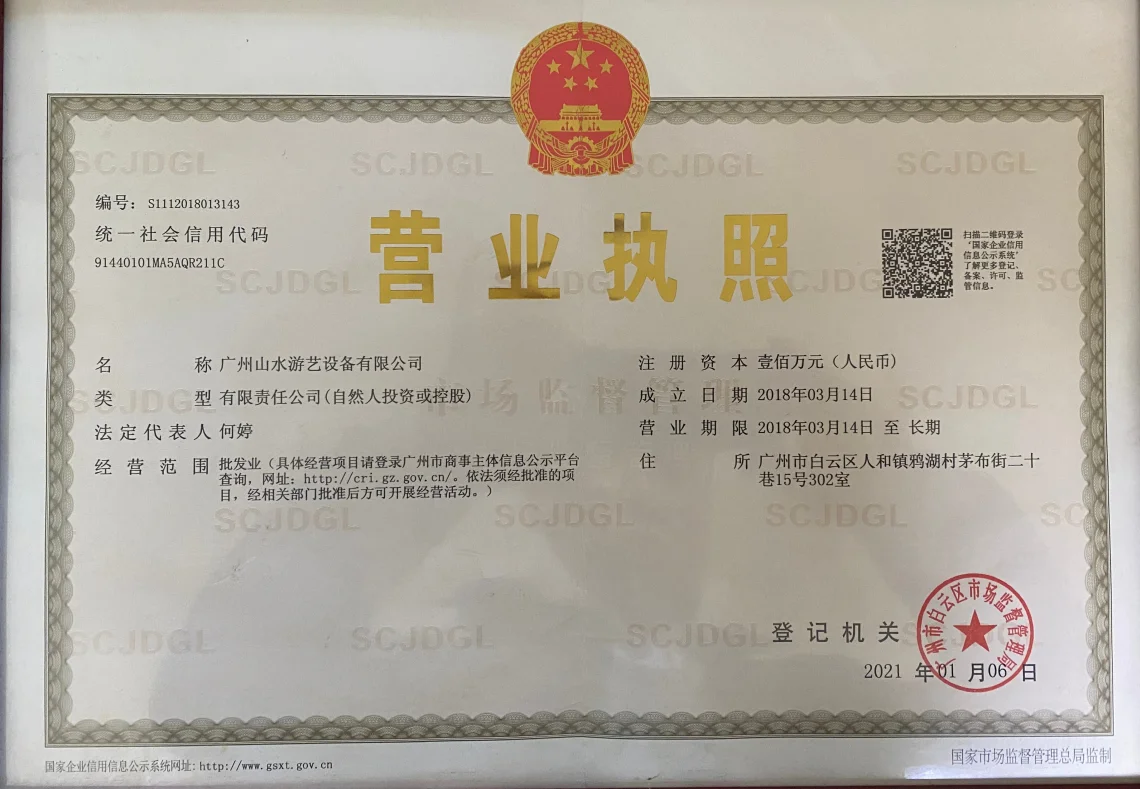 SCJDGL SCJDGL SCJDGL SCJDGL
编号： S1112018013143
统一社会信用代码
91440101MA5AQR211C
营业执照
扫描二维码登录
‘国家企业信用
信息公示系统’
了解更多登记、
备案、许可、监
管信息。
SCJDGL SCJDGL SCJDGL SC
名称 广州山水游艺设备有限公司
类型 有限责任公司(自然人投资或控股)
法定代表人 何婷
经营范围 批发业（具体经营项目请登录广州市商事主体信息公示平台
查询，网址：http://cri.gz.gov.cn/。依法须经批准的项
目，经相关部门批准后方可开展经营活动。）
注册资本 壹佰万元（人民币）
成立日期 2018年03月14日
营业期限 2018年03月14日 至 长期
住所 广州市白云区人和镇鸦湖村茅布街二十
巷15号302室
SCJDGL 市场监督管理 SCJDGL
SCJDGL SCJDGL SCJDGL SC
SCJDGL SCJDGL SCJDGL
登记机关
广州市白云区市场监督管理局
2021 年01 月06 日
国家企业信用信息公示系统网址：http://www.gsxt.gov.cn
国家市场监督管理总局监制